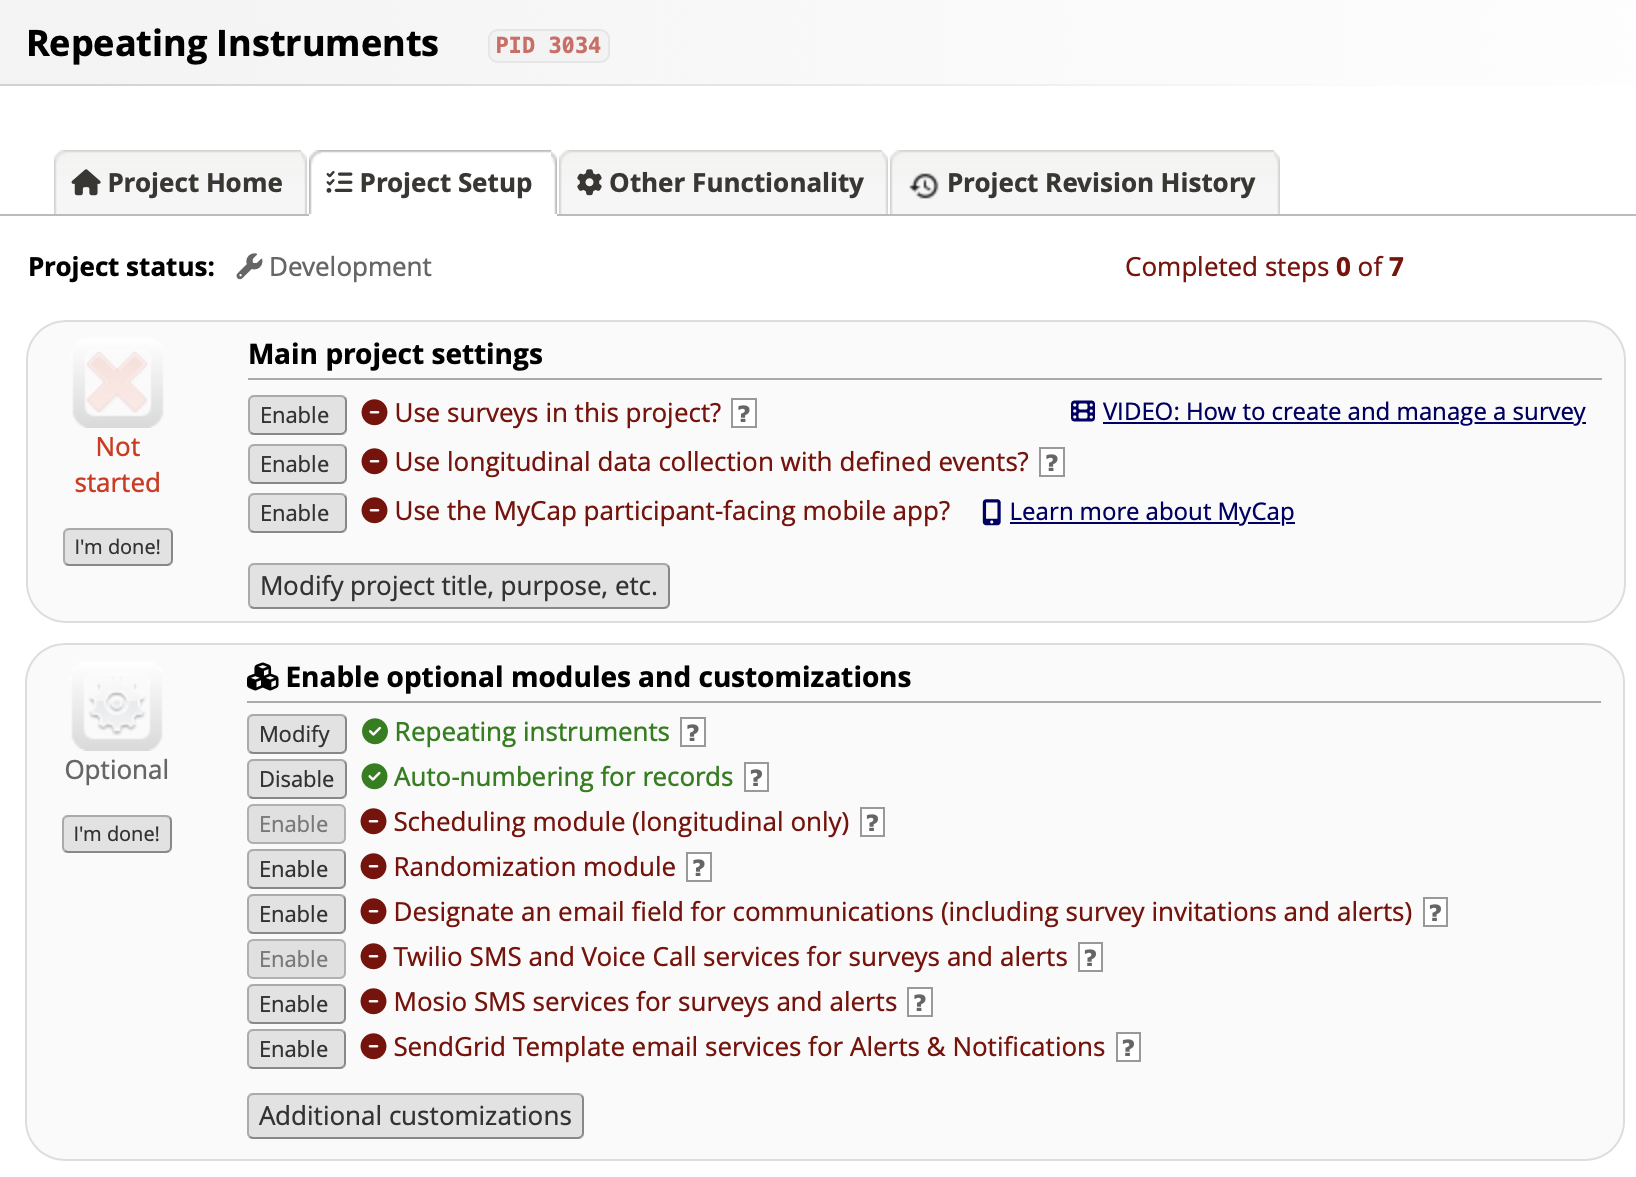 Repeating Instruments PID 3034
Project Home Project Setup Other Functionality Project Revision History
Project status: Development Completed steps 0 of 7
Main project settings
Not started
I'm done!
Enable Use surveys in this project? ? VIDEO: How to create and manage a survey
Enable Use longitudinal data collection with defined events? ?
Enable Use the MyCap participant-facing mobile app? Learn more about MyCap
Modify project title, purpose, etc.
Enable optional modules and customizations
Optional
I'm done!
Modify Repeating instruments ?
Disable Auto-numbering for records ?
Enable Scheduling module (longitudinal only) ?
Enable Randomization module ?
Enable Designate an email field for communications (including survey invitations and alerts) ?
Enable Twilio SMS and Voice Call services for surveys and alerts ?
Enable Mosio SMS services for surveys and alerts ?
Enable SendGrid Template email services for Alerts & Notifications ?
Additional customizations